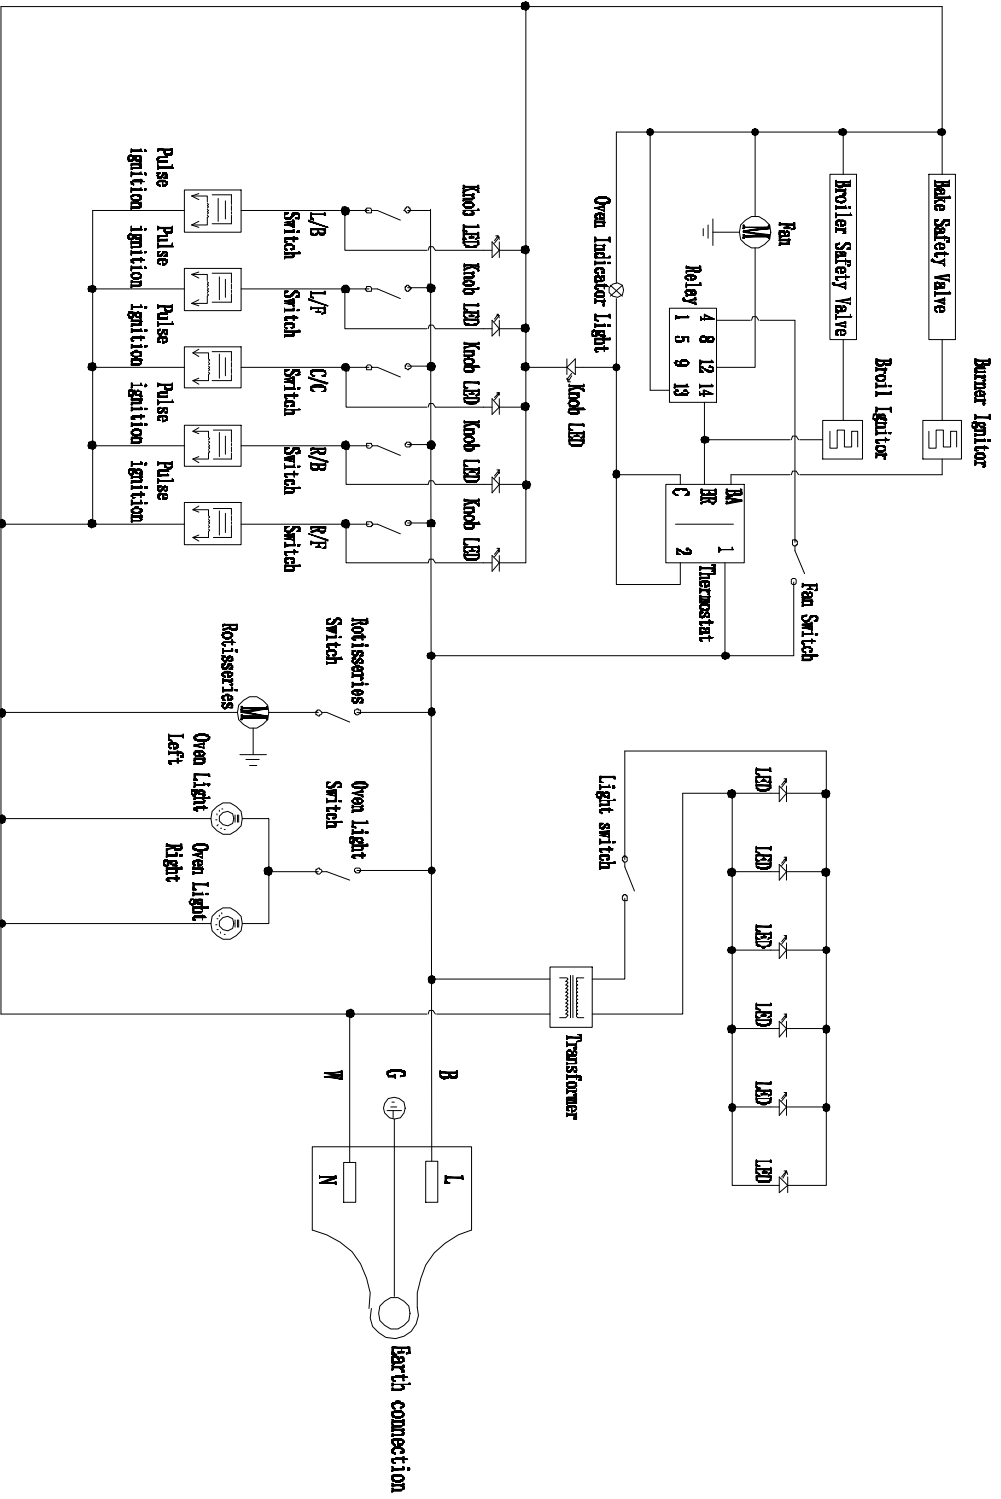 Burner Ignitor
Bake Safety Valve
Broil Ignitor
Broiler Safety Valve
Fan Switch
Fan
M
LED
LED
LED
LED
LED
LED
BA 1
BR
C 2
Thermostat
Relay
4 8 12 14
1 5 9 13
Oven Indicator Light
Light switch
Knob LED
Transformer
Knob LED
Knob LED
Knob LED
Knob LED
Knob LED
B
L
G
Earth connection
W
N
L/B
Switch
L/F
Switch
C/C
Switch
R/B
Switch
R/F
Switch
Rotisseries
Switch
Oven Light
Switch
M
Rotisseries
Oven Light
Left
Oven Light
Right
Pulse
ignition
Pulse
ignition
Pulse
ignition
Pulse
ignition
Pulse
ignition